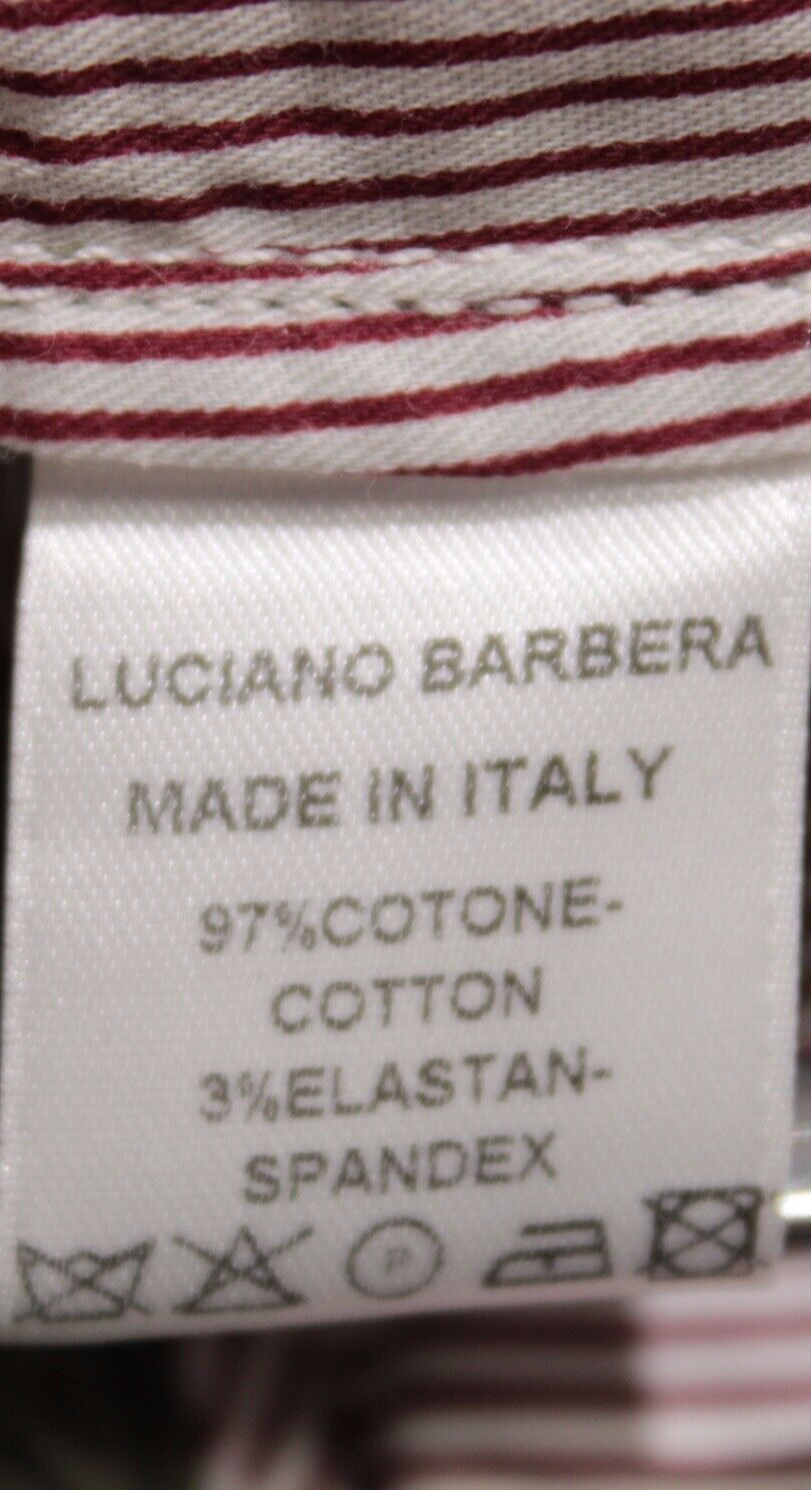 LUCIANO BARBERA
MADE IN ITALY
97%COTONE-
COTTON
3%ELASTAN-
SPANDEX
P